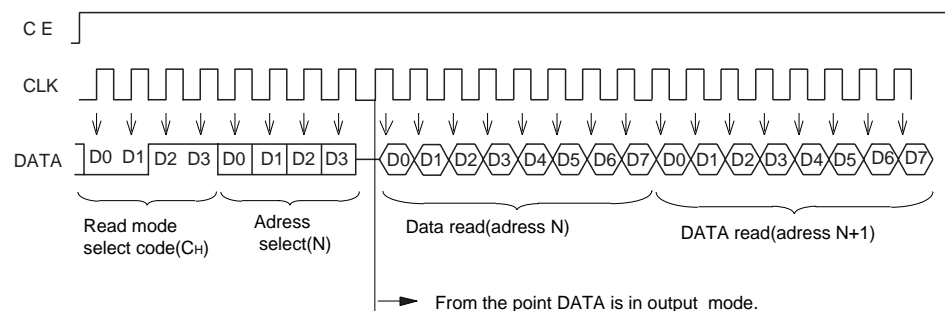 C E
CLK
DATA
D0 D1 D2 D3 D0 D1 D2 D3 D0 D1 D2 D3 D4 D5 D6 D7 D0 D1 D2 D3 D4 D5 D6 D7
Read mode
select code(CH)
Adress
select(N)
Data read(adress N)
DATA read(adress N+1)
From the point DATA is in output mode.